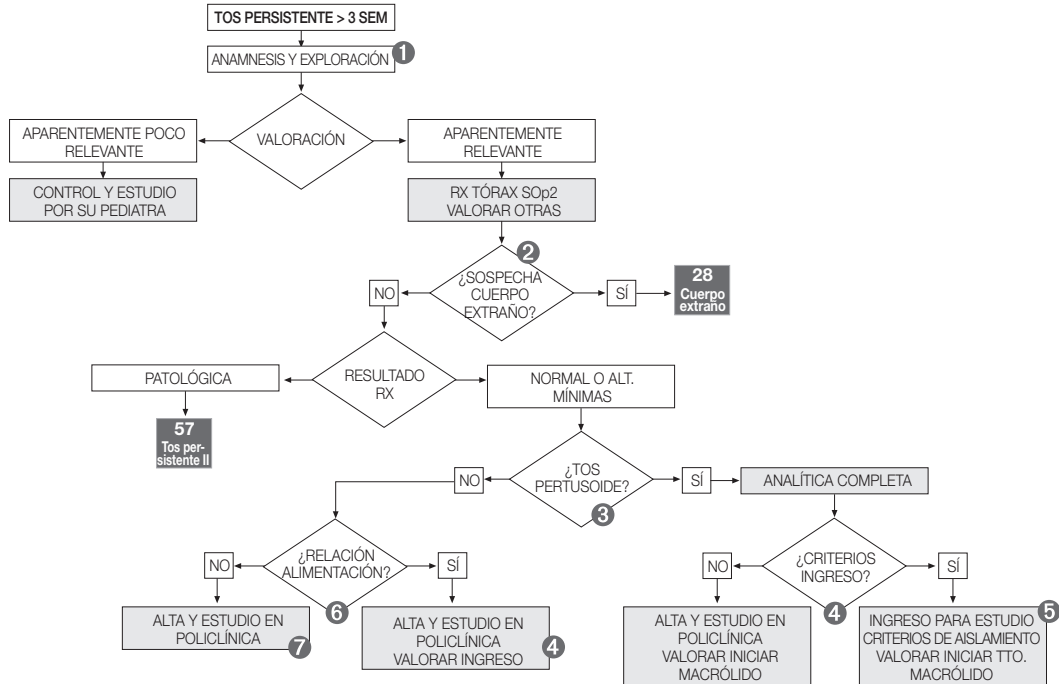 TOS PERSISTENTE > 3 SEM
ANAMNESIS Y EXPLORACIÓN 1
VALORACIÓN
APARENTEMENTE POCO
RELEVANTE
APARENTEMENTE
RELEVANTE
CONTROL Y ESTUDIO
POR SU PEDIATRA
RX TÓRAX SOp2
VALORAR OTRAS
2
¿SOSPECHA
CUERPO
EXTRAÑO?
NO
SÍ
28
Cuerpo
extraño
RESULTADO
RX
PATOLÓGICA
NORMAL O ALT.
MÍNIMAS
57
Tos per-
sistente II
¿TOS
PERTUSOIDE?
3
NO
SÍ
ANALÍTICA COMPLETA
¿RELACIÓN
ALIMENTACIÓN?
6
NO
SÍ
¿CRITERIOS
INGRESO?
4
NO
SÍ
ALTA Y ESTUDIO EN
POLICLÍNICA
7
ALTA Y ESTUDIO EN
POLICLÍNICA
VALORAR INGRESO
4
ALTA Y ESTUDIO EN
POLICLÍNICA
VALORAR INICIAR
MACRÓLIDO
INGRESO PARA ESTUDIO
CRITERIOS DE AISLAMIENTO
VALORAR INICIAR TTO.
MACRÓLIDO
5